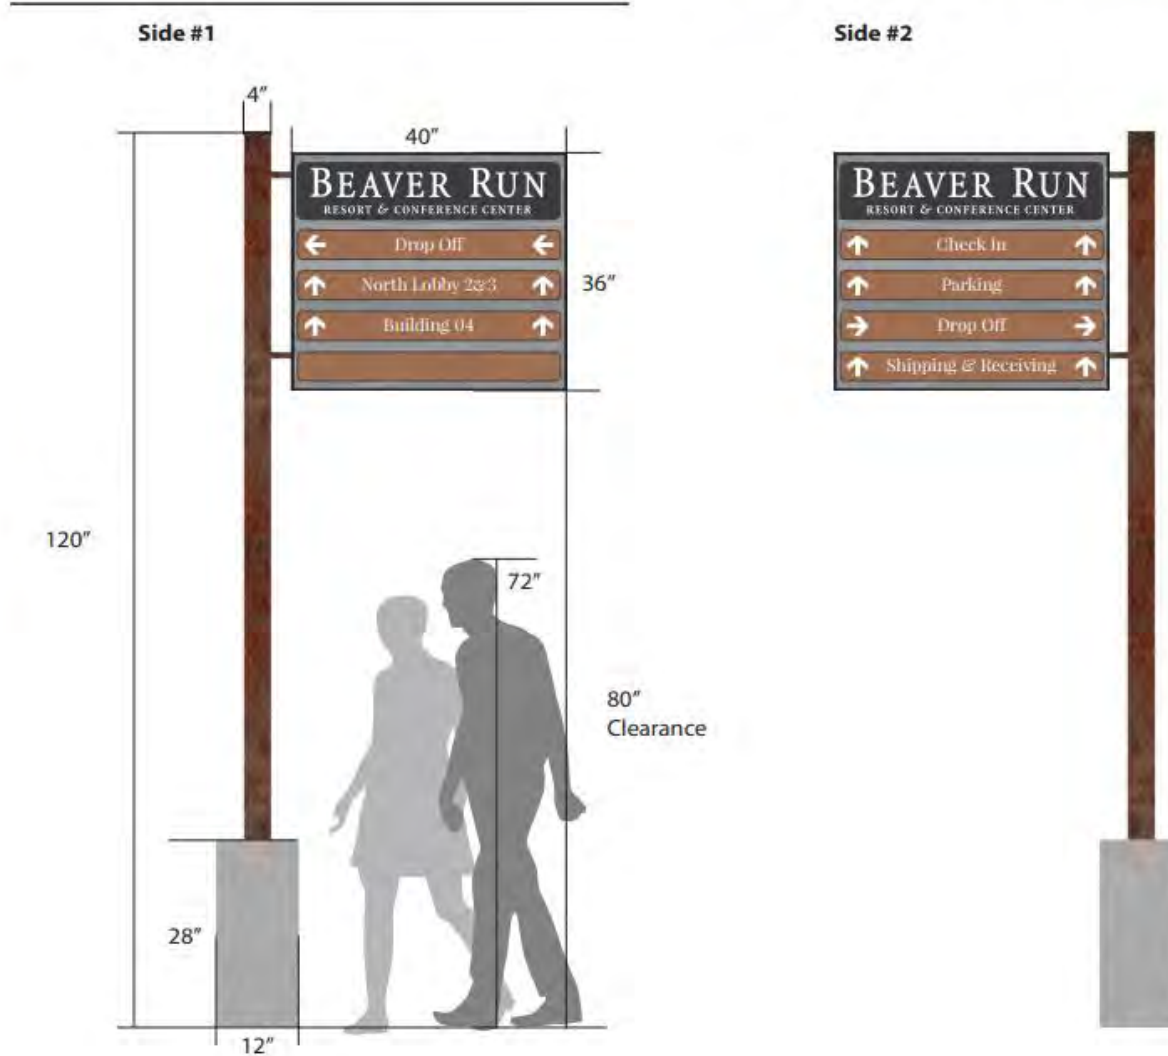 Side #1
Side #2
4"
40"
BEAVER RUN
RESORT & CONFERENCE CENTER
Drop Off
North Lobby 2&3
Building 04
36"
BEAVER RUN
RESORT & CONFERENCE CENTER
Check In
Parking
Drop Off
Shipping & Receiving
120"
72"
80"
Clearance
28"
12"